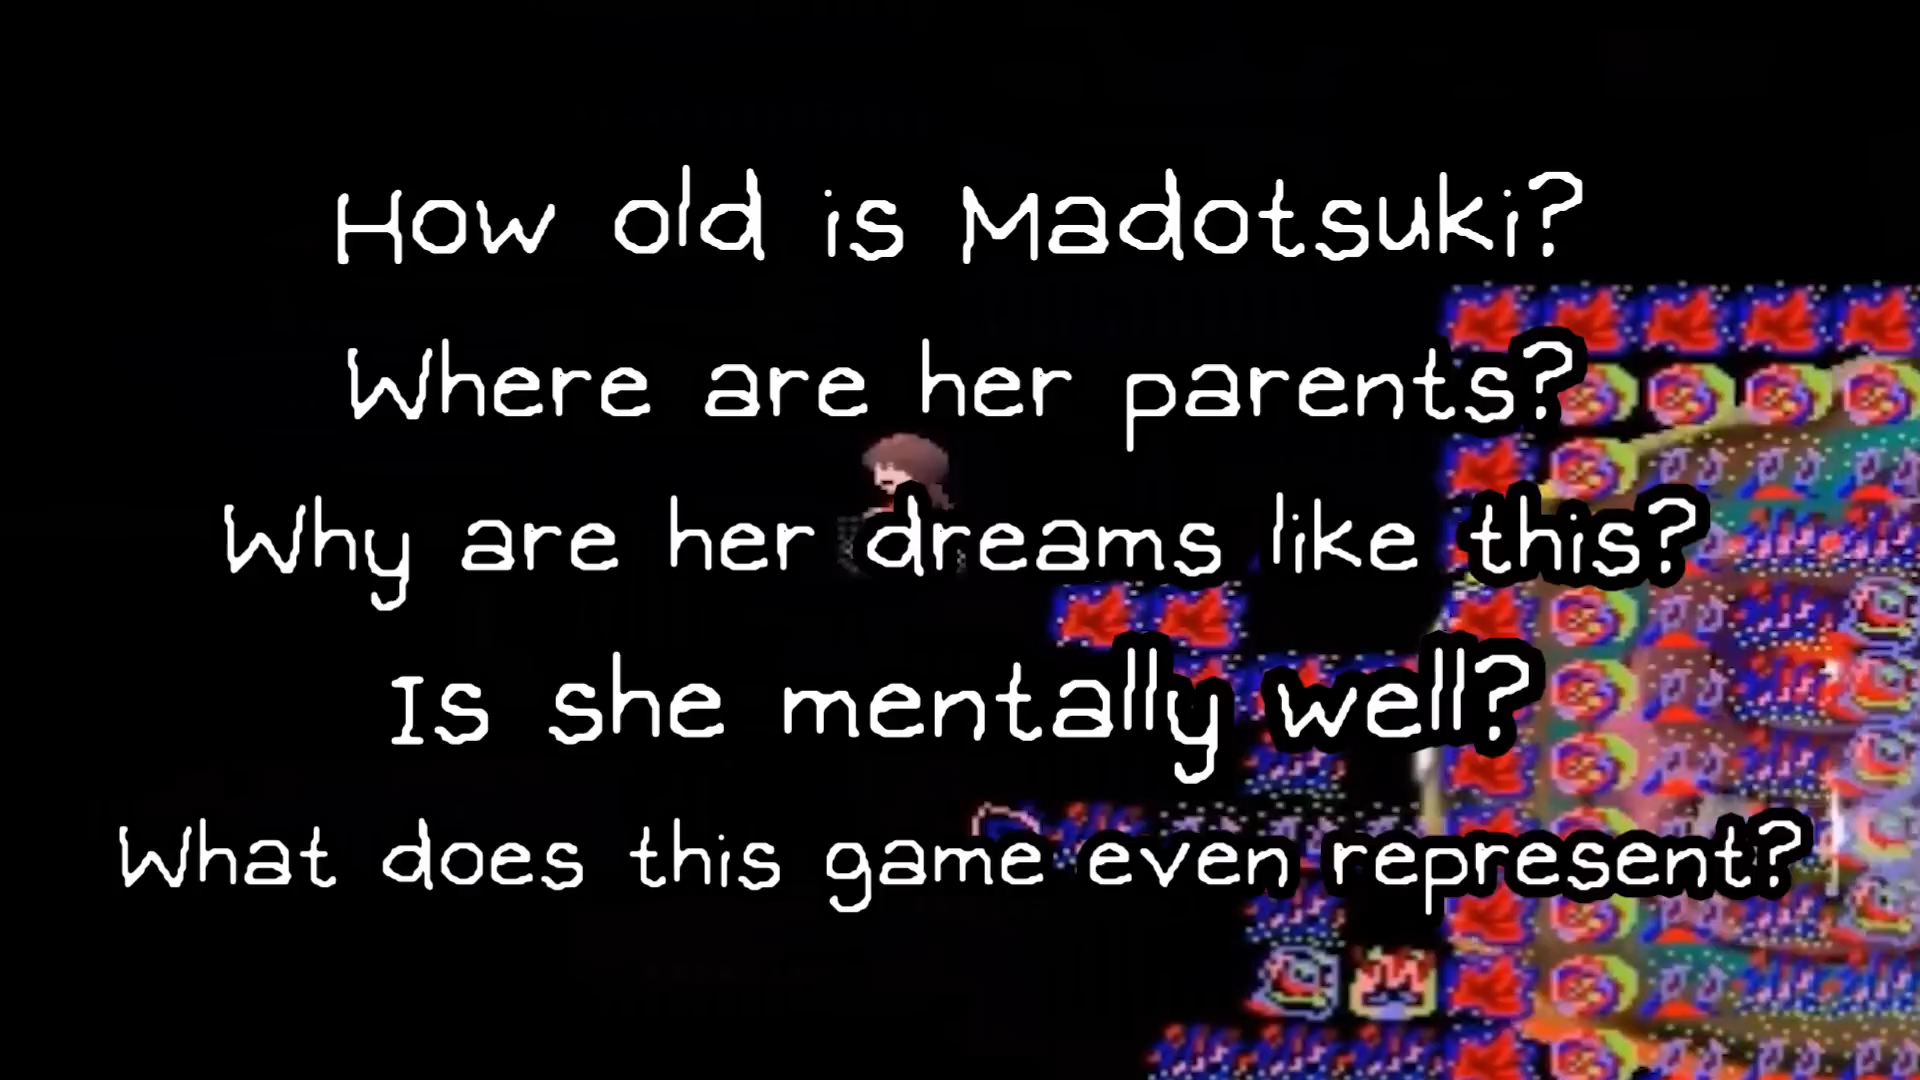 How old is Madotsuki?
Where are her parents?
Why are her dreams like this?
Is she mentally well?
What does this game even represent?